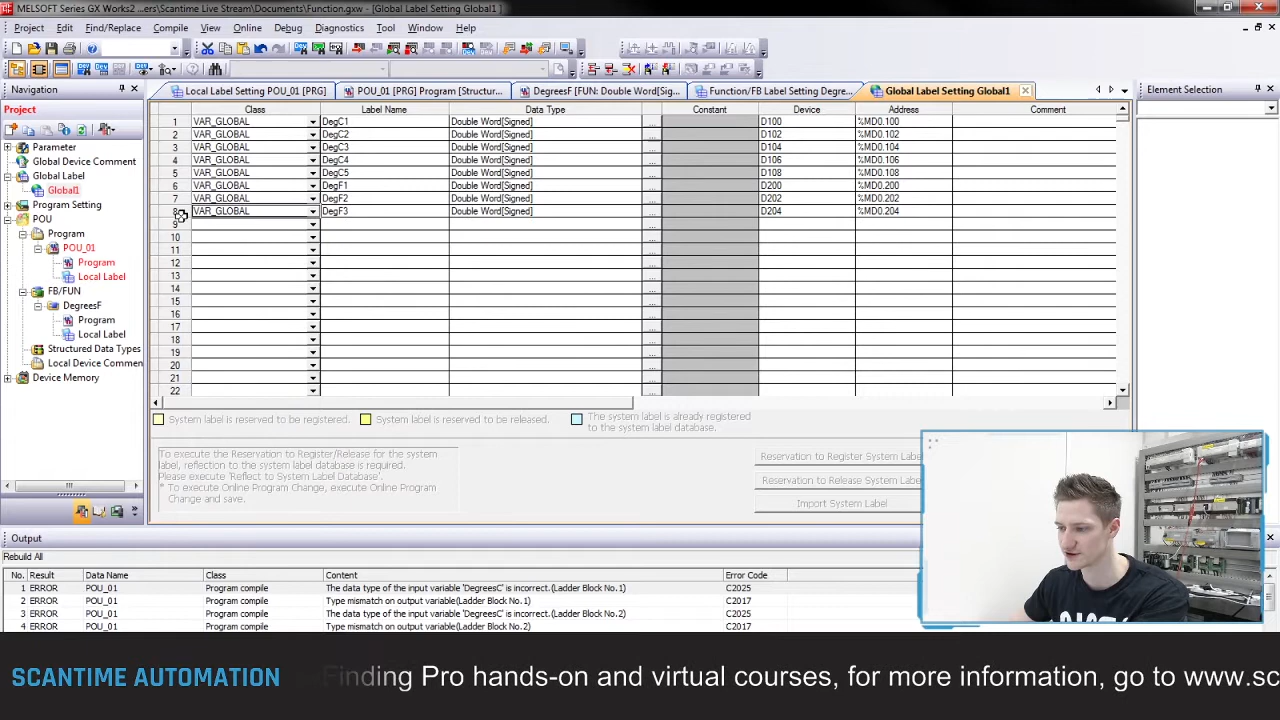 MELSOFT Series GX Works2 ...ers\Scantime Live Stream\Documents\Function.gxw - [Global Label Setting Global1 ]
Project Edit Find/Replace Compile View Online Debug Diagnostics Tool Window Help
Navigation
Local Label Setting POU_01 [PRG]
POU_01 [PRG] Program [Structur...
DegreesF [FUN: Double Word[Sig...
Function/FB Label Setting Degre...
Global Label Setting Global1
Element Selection
Project
Parameter
Global Device Comment
Global Label
Global1
Program Setting
POU
Program
POU_01
Program
Local Label
FB/FUN
DegreesF
Program
Local Label
Structured Data Types
Local Device Commen
Device Memory
Class Label Name Data Type Constant Device Address Comment
1 VAR_GLOBAL DegC1 Double Word[Signed] ... D100 %MD0.100
2 VAR_GLOBAL DegC2 Double Word[Signed] ... D102 %MD0.102
3 VAR_GLOBAL DegC3 Double Word[Signed] ... D104 %MD0.104
4 VAR_GLOBAL DegC4 Double Word[Signed] ... D106 %MD0.106
5 VAR_GLOBAL DegC5 Double Word[Signed] ... D108 %MD0.108
6 VAR_GLOBAL DegF1 Double Word[Signed] ... D200 %MD0.200
7 VAR_GLOBAL DegF2 Double Word[Signed] ... D202 %MD0.202
8 VAR_GLOBAL DegF3 Double Word[Signed] ... D204 %MD0.204
9 ...
10 ...
11 ...
12 ...
13 ...
14 ...
15 ...
16 ...
17 ...
18 ...
19 ...
20 ...
21 ...
22 ...
System label is reserved to be registered.
System label is reserved to be released.
The system label is already registered
to the system label database.
To execute the Reservation to Register/Release for the system
label, reflection to the system label database is required.
Please execute 'Reflect to System Label Database'.
* To execute Online Program Change, execute Online Program
Change and save.
Reservation to Register System Labe
Reservation to Release System Labe
Import System Label
Output
Rebuild All
No. Result Data Name Class Content Error Code
1 ERROR POU_01 Program compile The data type of the input variable 'DegreesC' is incorrect.(Ladder Block No.1) C2025
2 ERROR POU_01 Program compile Type mismatch on output variable(Ladder Block No.1) C2017
3 ERROR POU_01 Program compile The data type of the input variable 'DegreesC' is incorrect.(Ladder Block No.2) C2025
4 ERROR POU_01 Program compile Type mismatch on output variable(Ladder Block No.2) C2017
SCANTIME AUTOMATION
Finding Pro hands-on and virtual courses, for more information, go to www.sc